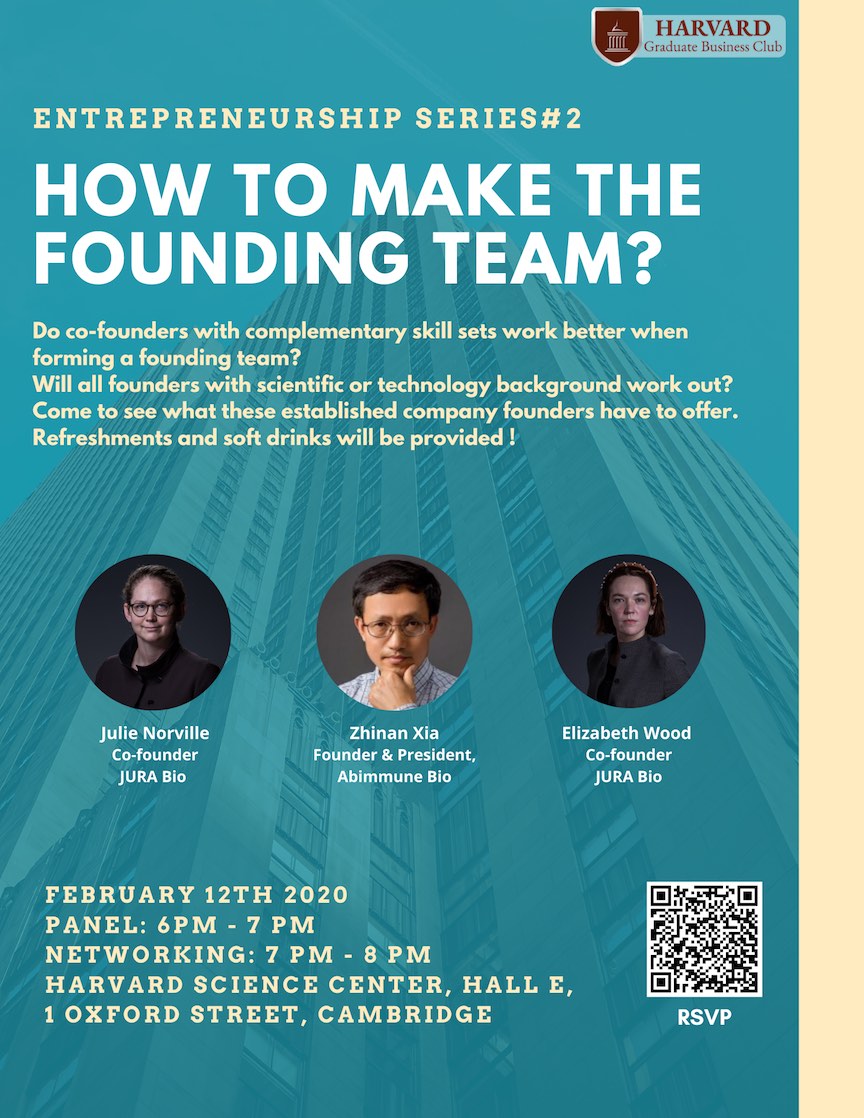 HARVARD
Graduate Business Club
ENTREPRENEURSHIP SERIES#2
HOW TO MAKE THE
FOUNDING TEAM?
Do co-founders with complementary skill sets work better when
forming a founding team?
Will all founders with scientific or technology background work out?
Come to see what these established company founders have to offer.
Refreshments and soft drinks will be provided !
Julie Norville
Co-founder
JURA Bio
Zhinan Xia
Founder & President,
Abimmune Bio
Elizabeth Wood
Co-founder
JURA Bio
FEBRUARY 12TH 2020
PANEL: 6PM - 7 PM
NETWORKING: 7 PM - 8 PM
HARVARD SCIENCE CENTER, HALL E,
1 OXFORD STREET, CAMBRIDGE
RSVP